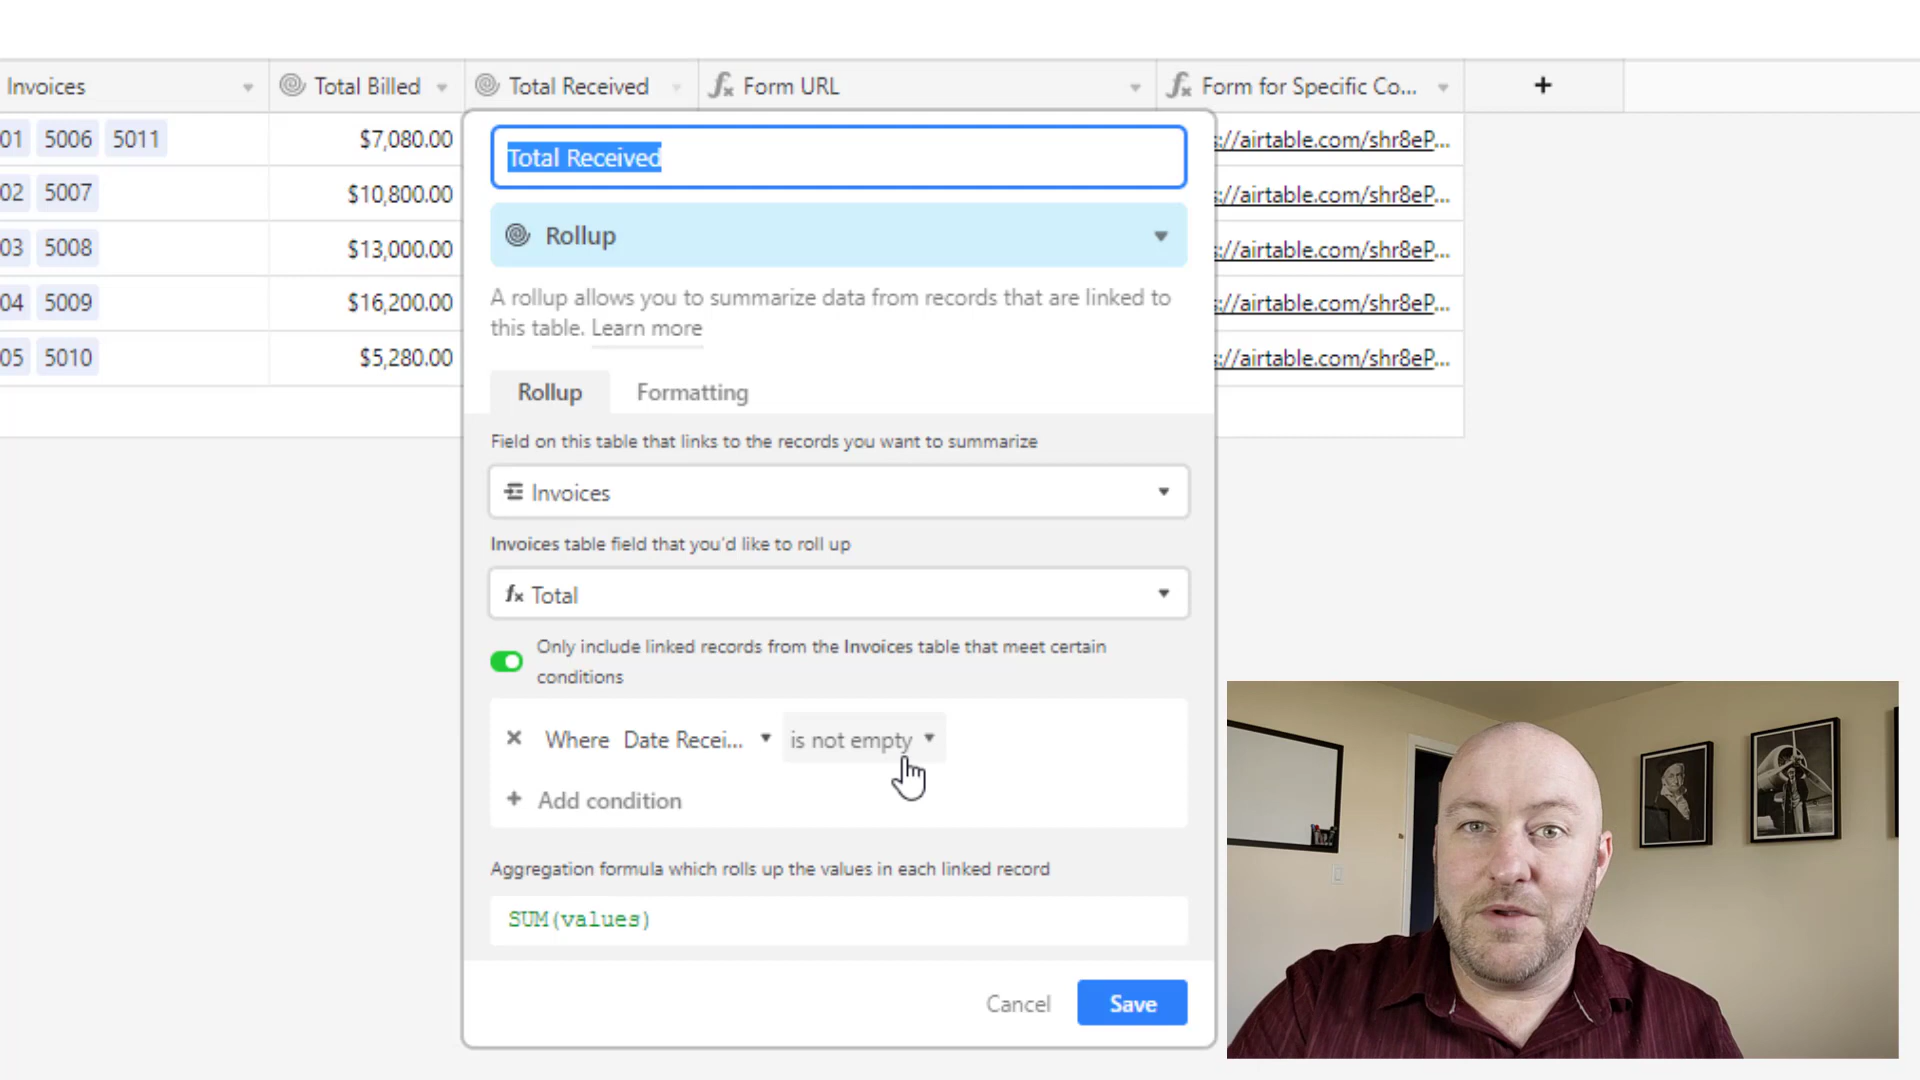 Invoices Total Billed Total Received Form URL Form for Specific Co...
01 5006 5011 $7,080.00 ://airtable.com/shr8eP...
02 5007 $10,800.00 ://airtable.com/shr8eP...
03 5008 $13,000.00 ://airtable.com/shr8eP...
04 5009 $16,200.00 ://airtable.com/shr8eP...
05 5010 $5,280.00 ://airtable.com/shr8eP...
Total Received
Rollup
A rollup allows you to summarize data from records that are linked to
this table. Learn more
Rollup Formatting
Field on this table that links to the records you want to summarize
Invoices
Invoices table field that you'd like to roll up
fx Total
Only include linked records from the Invoices table that meet certain
conditions
Where Date Recei... is not empty
+ Add condition
Aggregation formula which rolls up the values in each linked record
SUM(values)
Cancel Save